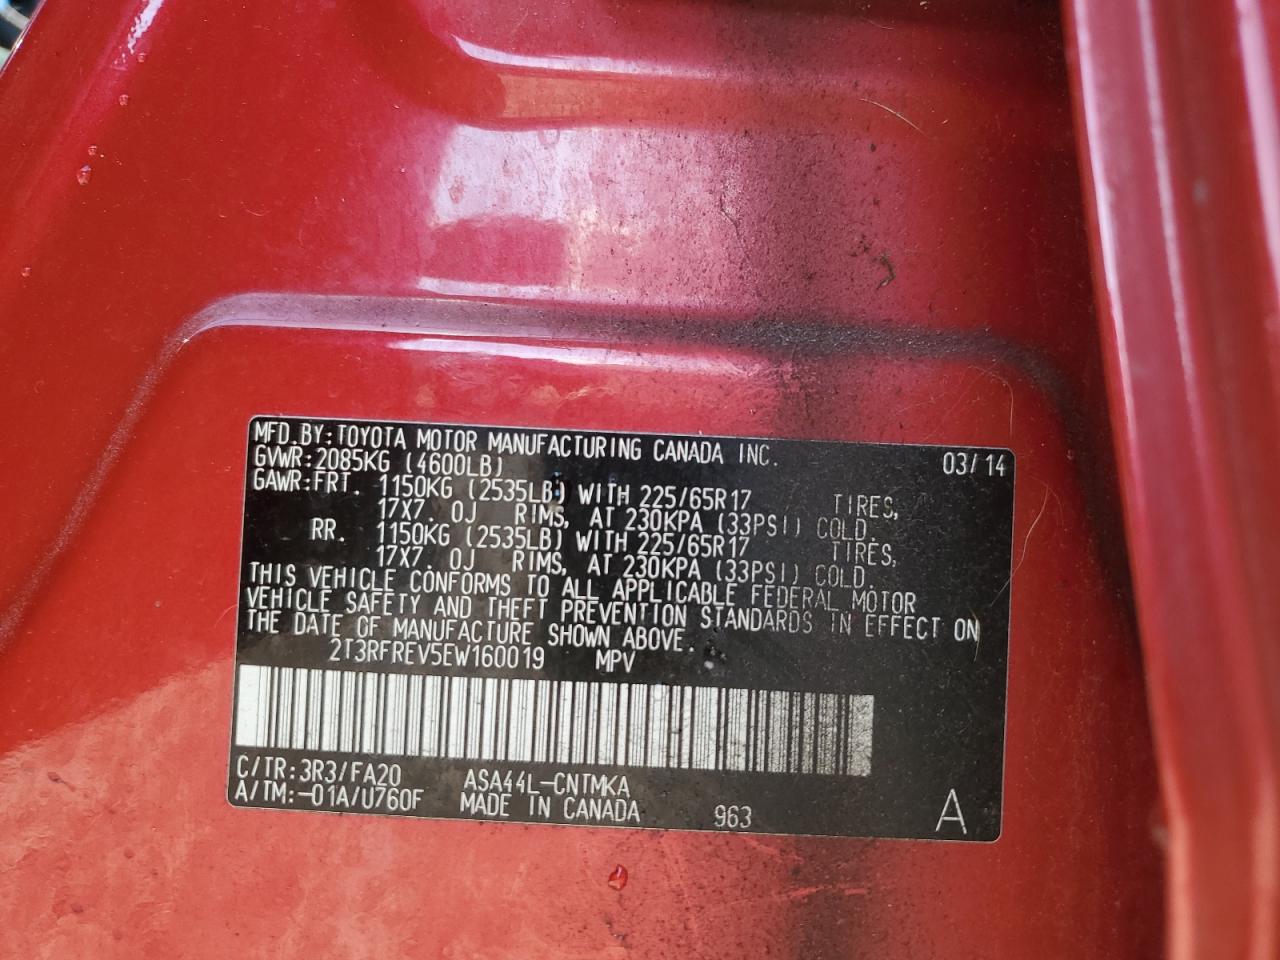 MFD.BY:TOYOTA MOTOR MANUFACTURING CANADA INC. 03/14
GVWR:2085KG (4600LB)
GAWR:FRT. 1150KG (2535LB) WITH 225/65R17 TIRES,
17X7.0J RIMS, AT 230KPA (33PSI) COLD.
RR. 1150KG (2535LB) WITH 225/65R17 TIRES,
17X7.0J RIMS, AT 230KPA (33PSI) COLD.
THIS VEHICLE CONFORMS TO ALL APPLICABLE FEDERAL MOTOR
VEHICLE SAFETY AND THEFT PREVENTION STANDARDS IN EFFECT ON
THE DATE OF MANUFACTURE SHOWN ABOVE.
2T3RFREV5EW160019 MPV
C/TR:3R3/FA20 ASA44L-CNTMKA
A/TM:-01A/U760F MADE IN CANADA 963 A